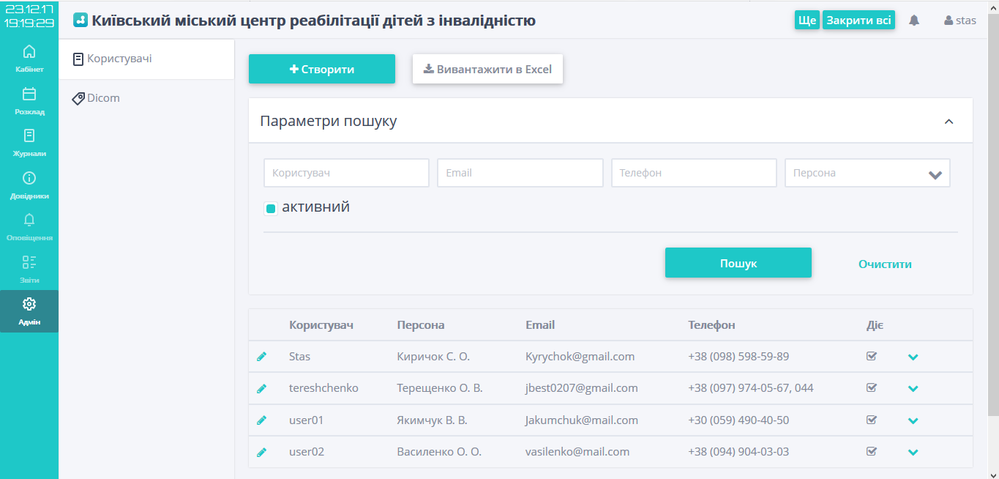 23.12.17
19:19:29
Київський міський центр реабілітації дітей з інвалідністю
Ще Закрити всі stas
Кабінет
Розклад
Журнали
Довідники
Оповіщення
Звіти
Адмін
Користувачі
Dicom
Створити Вивантажити в Excel
Параметри пошуку
Користувач Email Телефон Персона
активний
Пошук Очистити
Користувач Персона Email Телефон Діє
Stas Киричок С. О. Kyrychok@gmail.com +38 (098) 598-59-89
tereshchenko Терещенко О. В. jbest0207@gmail.com +38 (097) 974-05-67, 044
user01 Якимчук В. В. Jakumchuk@mail.com +30 (059) 490-40-50
user02 Василенко О. О. vasilenko@mail.com +38 (094) 904-03-03